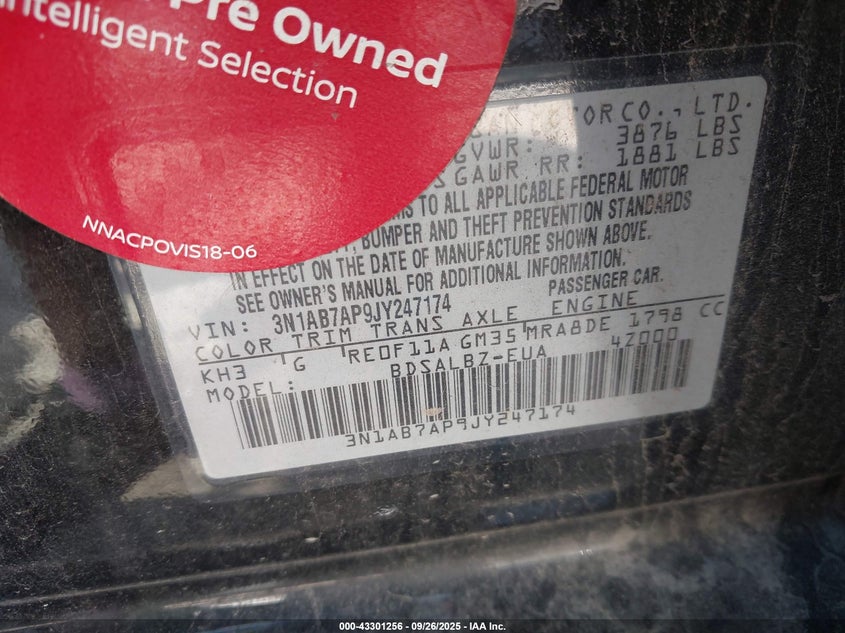 Pre Owned
Intelligent Selection
NNACPOVIS18-06
OR CO., LTD.
GVWR: 3876 LBS
GAWR RR: 1881 LBS
TO ALL APPLICABLE FEDERAL MOTOR
BUMPER AND THEFT PREVENTION STANDARDS
IN EFFECT ON THE DATE OF MANUFACTURE SHOWN ABOVE.
SEE OWNER'S MANUAL FOR ADDITIONAL INFORMATION.
PASSENGER CAR.
VIN: 3N1AB7AP9JY247174
COLOR TRIM TRANS AXLE ENGINE
KH3 G RE0F11A GM35 MRA8DE 1798 CC
MODEL: BDSALBZ-EUA 42000
3N1AB7AP9JY247174
000-43301256 - 09/26/2025 - IAA Inc.